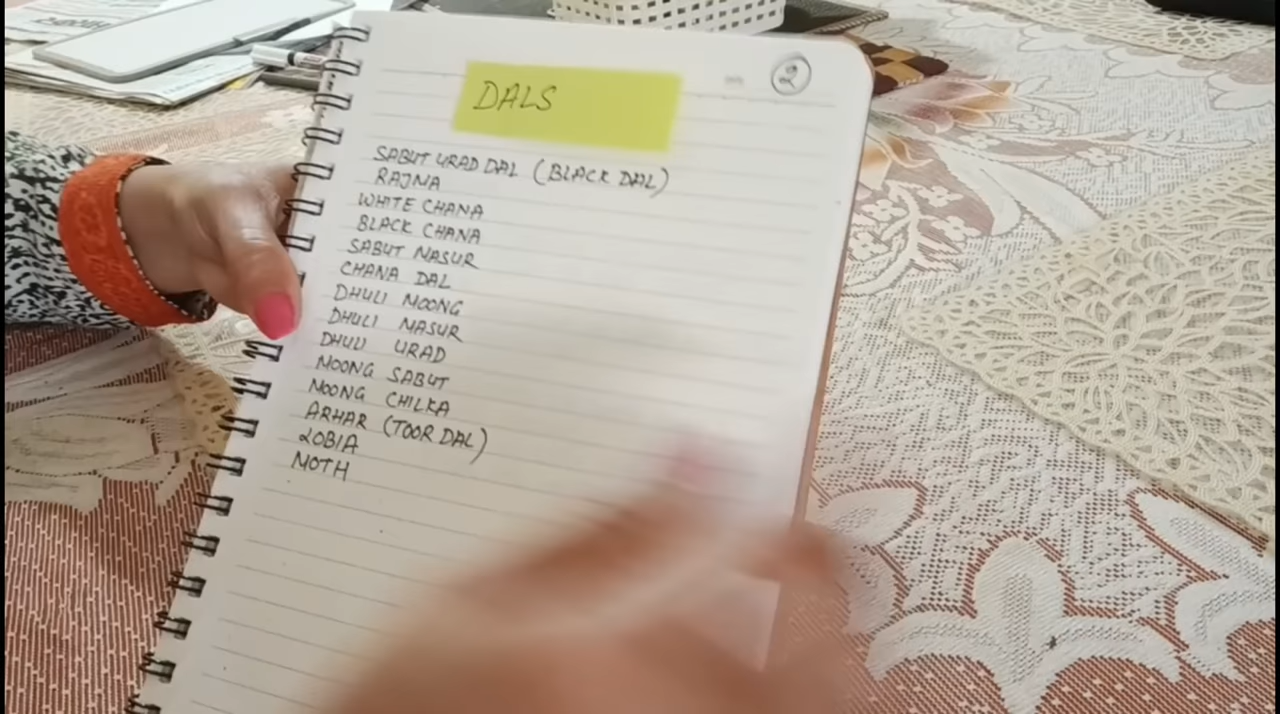 DALS
2
SABUT URAD DAL (BLACK DAL)
RAJMA
WHITE CHANA
BLACK CHANA
SABUT MASUR
CHANA DAL
DHULI MOONG
DHULI MASUR
DHULI URAD
MOONG SABUT
MOONG CHILKA
ARHAR (TOOR DAL)
LOBIA
MOTH